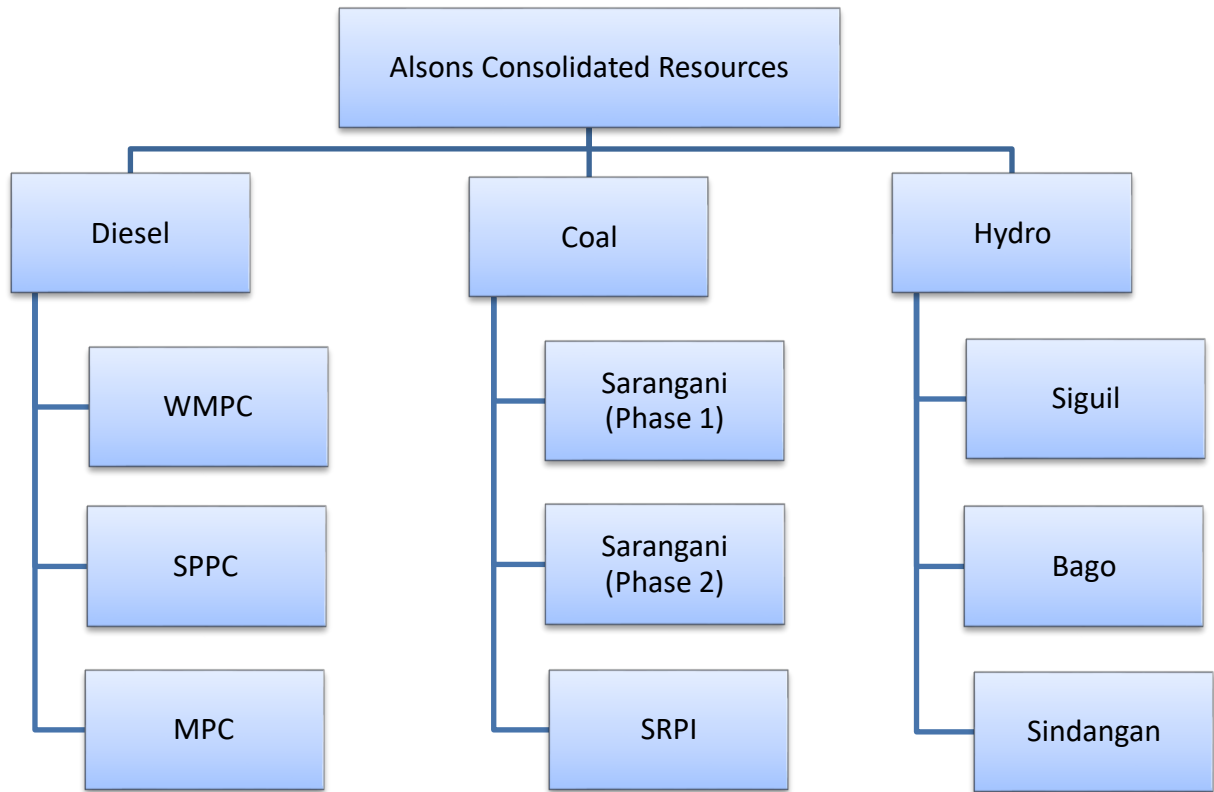 Alsons Consolidated Resources
Diesel
Coal
Hydro
WMPC
SPPC
MPC
Sarangani
(Phase 1)
Sarangani
(Phase 2)
SRPI
Siguil
Bago
Sindangan